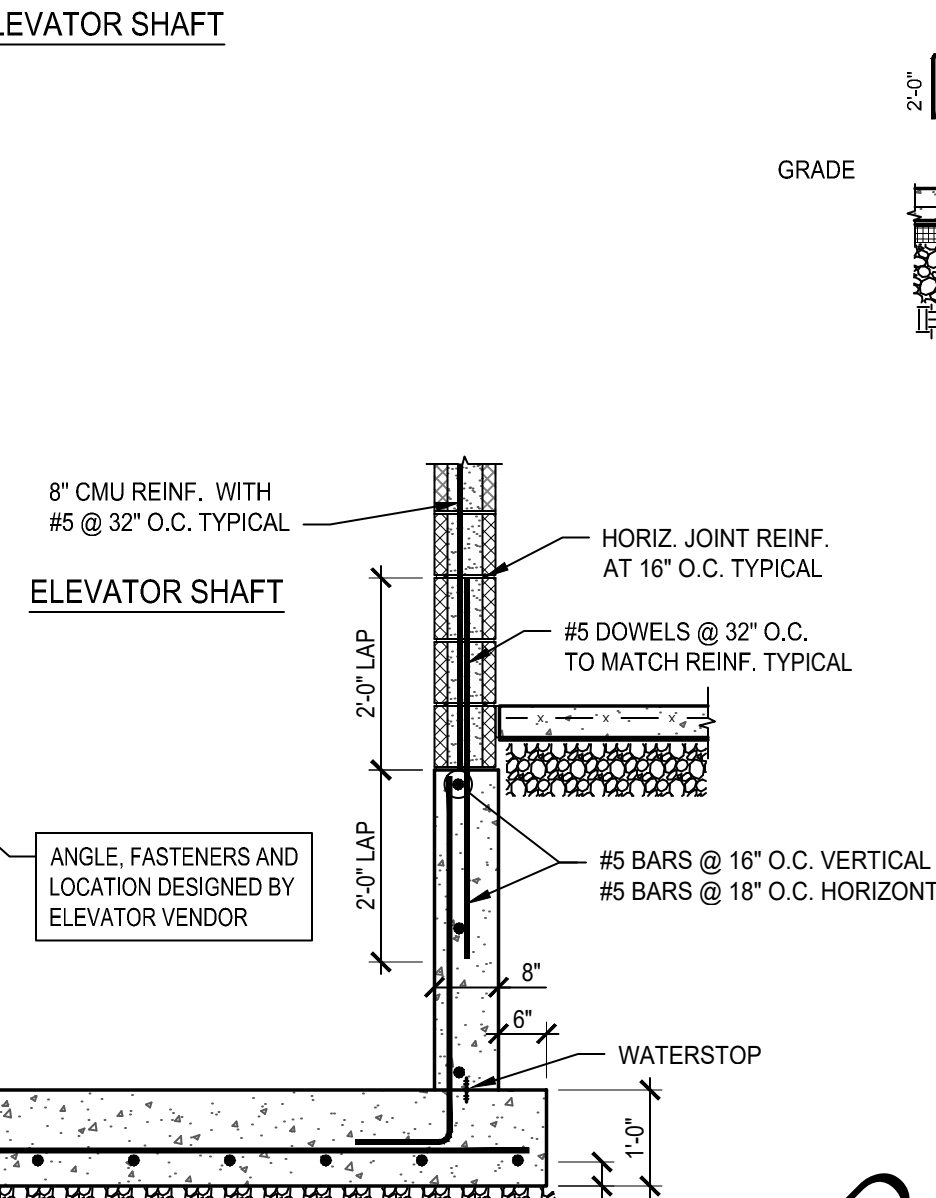 LEVATOR SHAFT
2'-0"
GRADE
8" CMU REINF. WITH
#5 @ 32" O.C. TYPICAL
HORIZ. JOINT REINF.
AT 16" O.C. TYPICAL
ELEVATOR SHAFT
#5 DOWELS @ 32" O.C.
TO MATCH REINF. TYPICAL
2'-0" LAP
x x x
2'-0" LAP
ANGLE, FASTENERS AND
LOCATION DESIGNED BY
ELEVATOR VENDOR
#5 BARS @ 16" O.C. VERTICAL
#5 BARS @ 18" O.C. HORIZONT
8"
6"
WATERSTOP
1'-0"